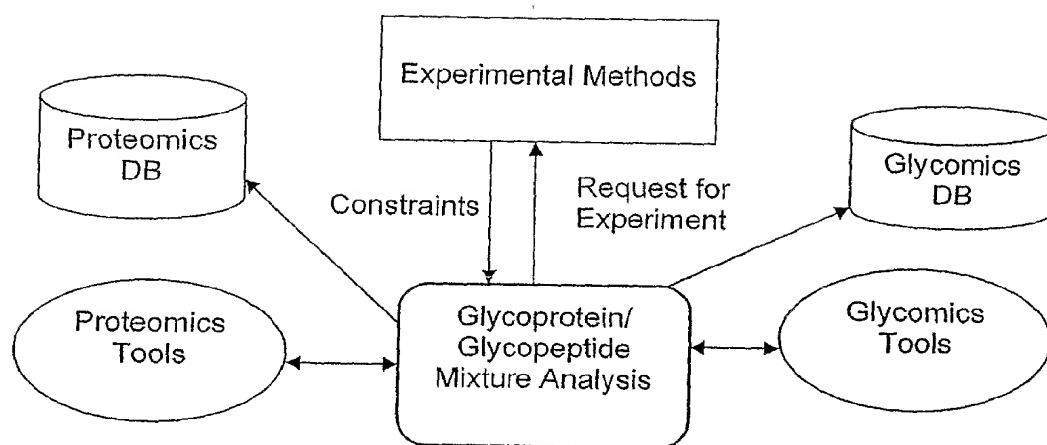 Experimental Methods
Proteomics
DB
Glycomics
DB
Constraints
Request for
Experiment
Proteomics
Tools
Glycoprotein/
Glycopeptide
Mixture Analysis
Glycomics
Tools